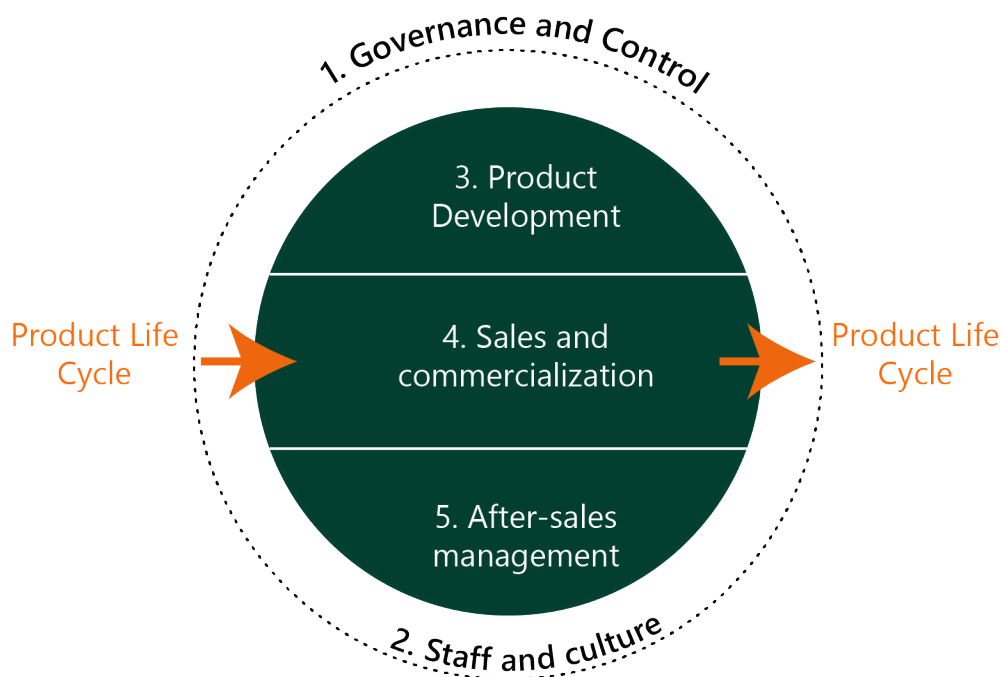 1. Governance and Control
3. Product
Development
Product Life
Cycle
4. Sales and
commercialization
Product Life
Cycle
5. After-sales
management
2. Staff and culture